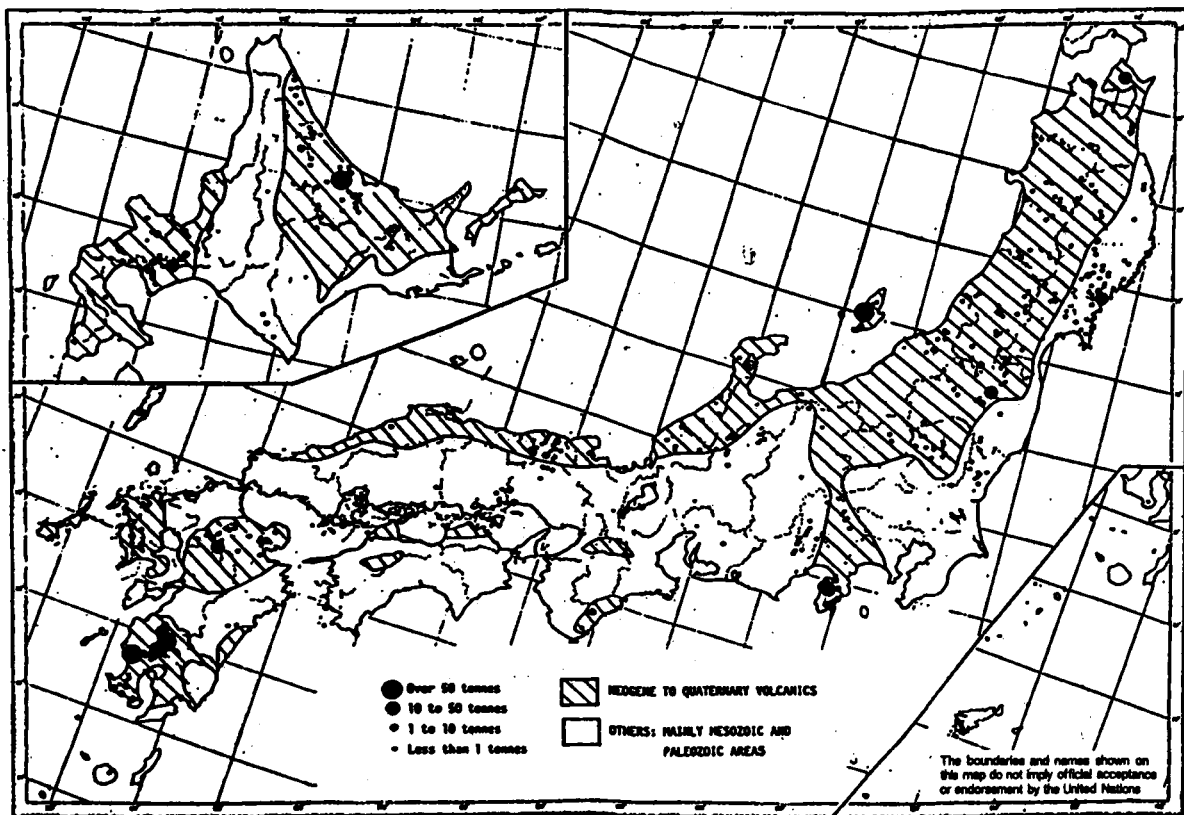 Over 50 tonnes
10 to 50 tonnes
1 to 10 tonnes
Less than 1 tonnes
NEOGENE TO QUATERNARY VOLCANICS
OTHERS: MAINLY MESOZOIC AND
PALEOZOIC AREAS
The boundaries and names shown on
this map do not imply official acceptance
or endorsement by the United Nations